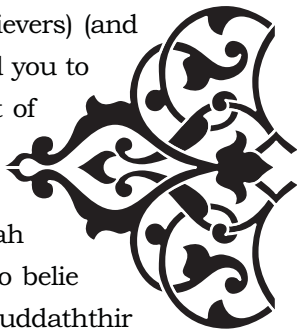 ievers) (and
l you to
t of
ah
o belie
uddaththir